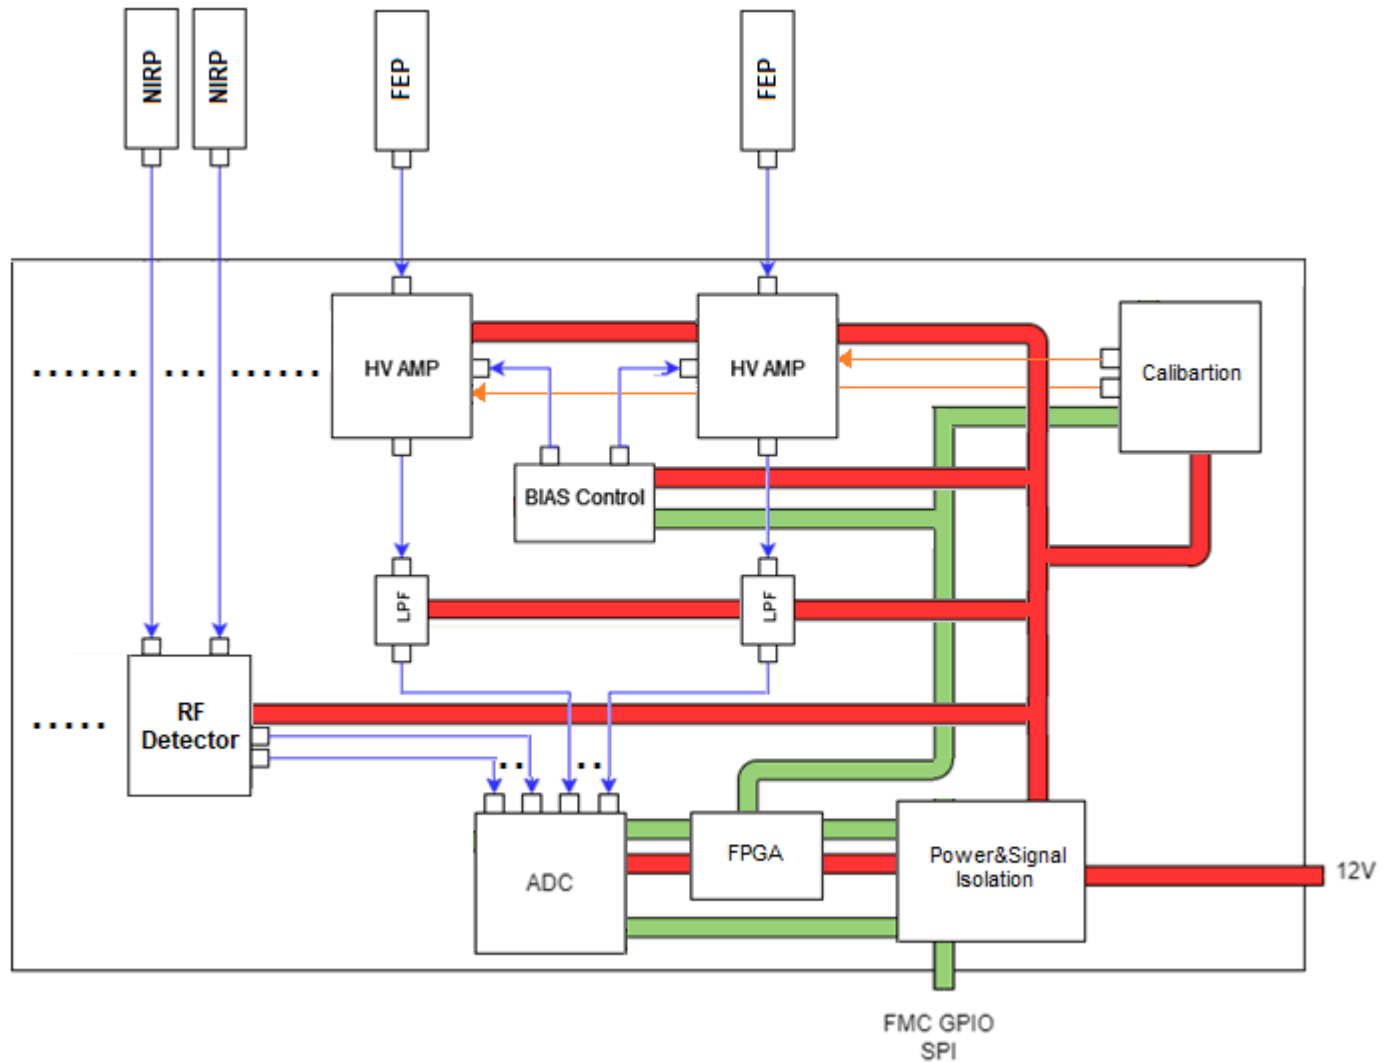 NIRP
NIRP
FEP
FEP
HV AMP
HV AMP
Calibartion
BIAS Control
LPF
LPF
RF
Detector
ADC
FPGA
Power&Signal
Isolation
12V
FMC GPIO
SPI